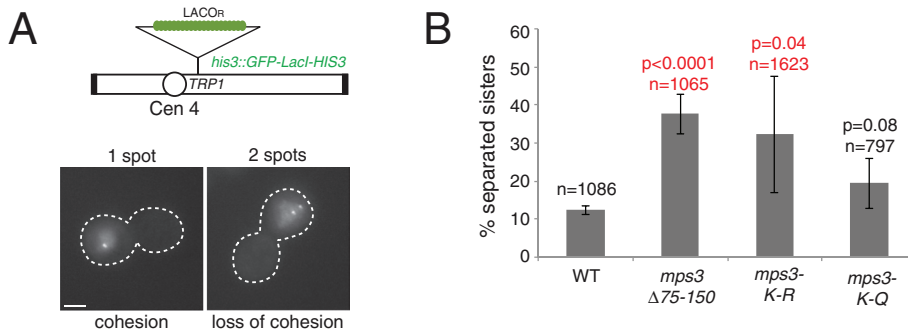 A
LACOR
his3::GFP-LacI-HIS3
TRP1
Cen 4
1 spot
2 spots
cohesion
loss of cohesion
B
% separated sisters
60
50
40
30
20
10
0
n=1086
p<0.0001
n=1065
p=0.04
n=1623
p=0.08
n=797
WT
mps3
Δ75-150
mps3-
K-R
mps3-
K-Q